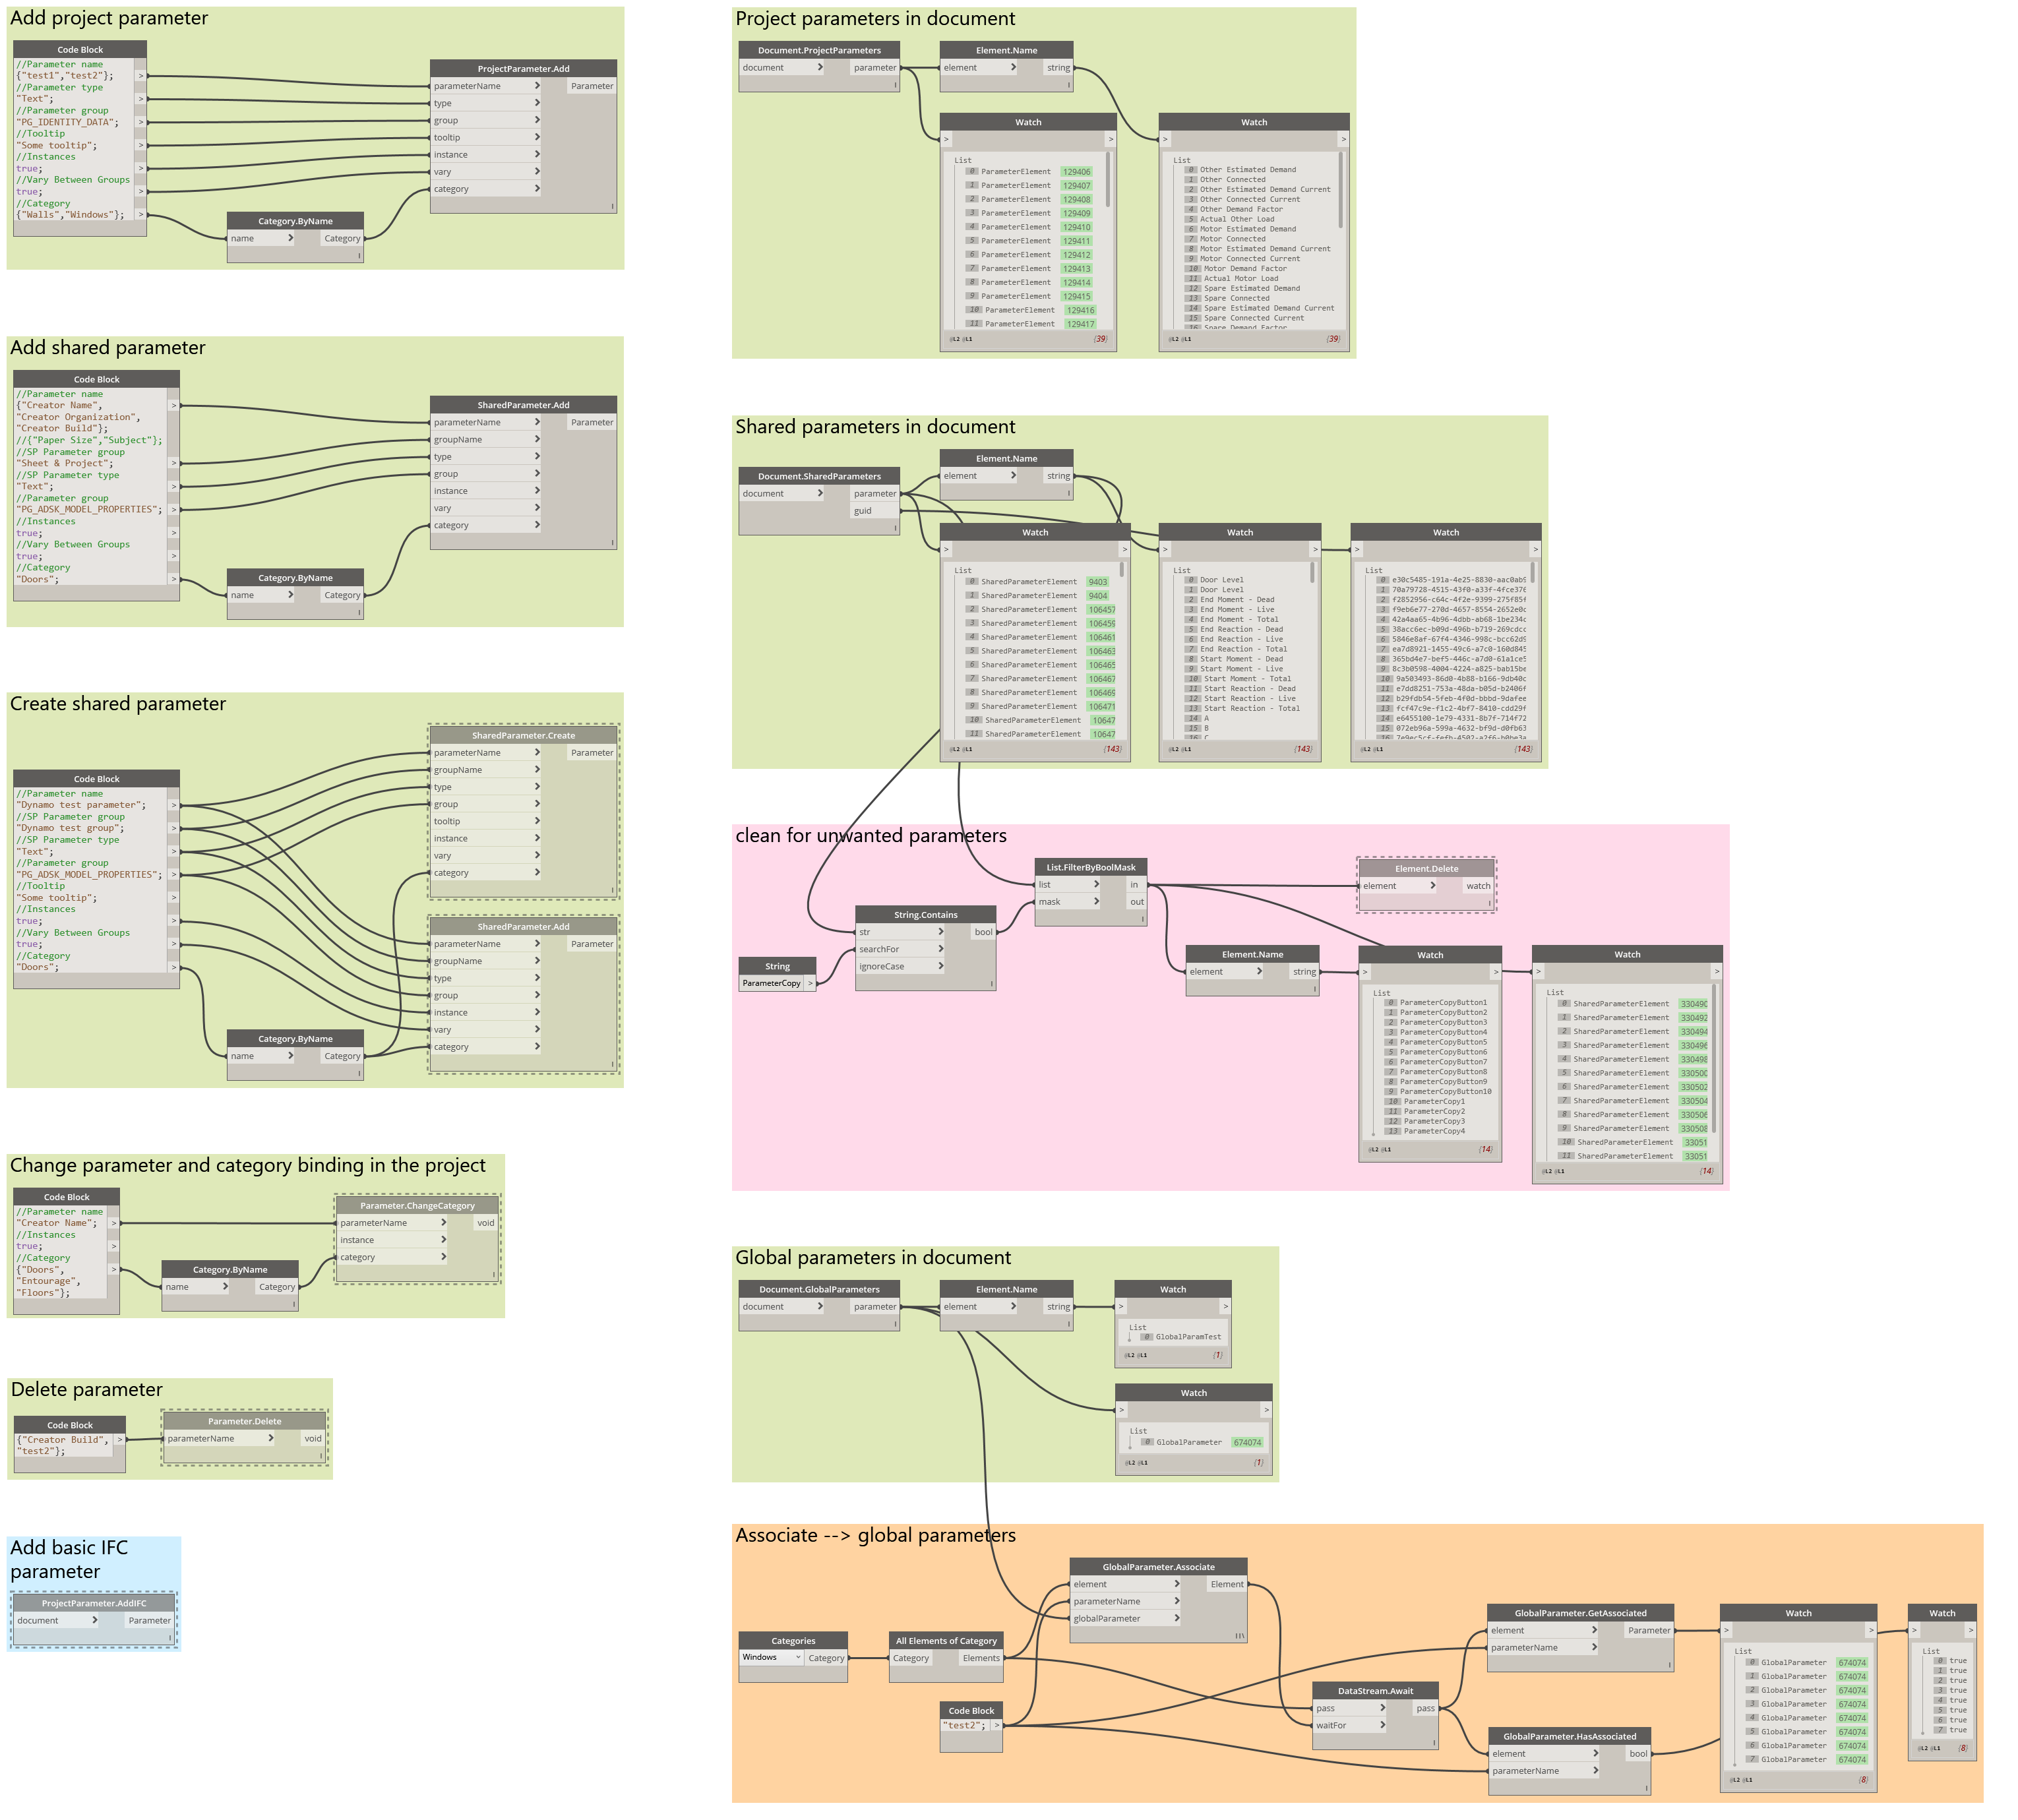 Add project parameter
Code Block
//Parameter name
{"test1","test2"};
//Parameter type
"Text";
//Parameter group
"PG_IDENTITY_DATA";
//Tooltip
"Some tooltip";
//Instances
true;
//Vary Between Groups
true;
//Category
{"Walls","Windows"};
Category.ByName
name > Category
ProjectParameter.Add
parameterName > Parameter
type >
group >
tooltip >
instance >
vary >
category >
Add shared parameter
Code Block
//Parameter name
{"Creator Name",
"Creator Organization",
"Creator Build"};
//{"Paper Size","Subject"};
//SP Parameter group
"Sheet & Project";
//SP Parameter type
"Text";
//Parameter group
"PG_ADSK_MODEL_PROPERTIES";
//Instances
true;
//Vary Between Groups
true;
//Category
"Doors";
Category.ByName
name > Category
SharedParameter.Add
parameterName > Parameter
groupName >
type >
group >
instance >
vary >
category >
Create shared parameter
Code Block
//Parameter name
"Dynamo test parameter";
//SP Parameter group
"Dynamo test group";
//SP Parameter type
"Text";
//Parameter group
"PG_ADSK_MODEL_PROPERTIES";
//Tooltip
"Some tooltip";
//Instances
true;
//Vary Between Groups
true;
//Category
"Doors";
Category.ByName
name > Category
SharedParameter.Create
parameterName > Parameter
groupName >
type >
group >
tooltip >
instance >
vary >
category >
SharedParameter.Add
parameterName > Parameter
groupName >
type >
group >
instance >
vary >
category >
Change parameter and category binding in the project
Code Block
//Parameter name
"Creator Name";
//Instances
true;
//Category
{"Doors",
"Entourage",
"Floors"};
Category.ByName
name > Category
Parameter.ChangeCategory
parameterName > void
instance >
category >
Delete parameter
Code Block
{"Creator Build",
"test2"};
Parameter.Delete
parameterName > void
Add basic IFC
parameter
ProjectParameter.AddIFC
document > Parameter
Project parameters in document
Document.ProjectParameters
document > parameter
Element.Name
element > string
Watch
List
0 ParameterElement 129406
1 ParameterElement 129407
2 ParameterElement 129408
3 ParameterElement 129409
4 ParameterElement 129410
5 ParameterElement 129411
6 ParameterElement 129412
7 ParameterElement 129413
8 ParameterElement 129414
9 ParameterElement 129415
10 ParameterElement 129416
11 ParameterElement 129417
@L2 @L1 {39}
Watch
List
0 Other Estimated Demand
1 Other Connected
2 Other Estimated Demand Current
3 Other Connected Current
4 Other Demand Factor
5 Actual Other Load
6 Motor Estimated Demand
7 Motor Connected
8 Motor Estimated Demand Current
9 Motor Connected Current
10 Motor Demand Factor
11 Actual Motor Load
12 Spare Estimated Demand
13 Spare Connected
14 Spare Estimated Demand Current
15 Spare Connected Current
16 Spare Demand Factor
@L2 @L1 {39}
Shared parameters in document
Document.SharedParameters
document > parameter
guid
Element.Name
element > string
Watch
List
0 SharedParameterElement 9403
1 SharedParameterElement 9404
2 SharedParameterElement 106457
3 SharedParameterElement 106459
4 SharedParameterElement 106461
5 SharedParameterElement 106463
6 SharedParameterElement 106465
7 SharedParameterElement 106467
8 SharedParameterElement 106469
9 SharedParameterElement 106471
10 SharedParameterElement 10647
11 SharedParameterElement 10647
@L2 @L1 {143}
Watch
List
0 Door Level
1 Door Level
2 End Moment - Dead
3 End Moment - Live
4 End Moment - Total
5 End Reaction - Dead
6 End Reaction - Live
7 End Reaction - Total
8 Start Moment - Dead
9 Start Moment - Live
10 Start Moment - Total
11 Start Reaction - Dead
12 Start Reaction - Live
13 Start Reaction - Total
14 A
15 B
16 C
@L2 @L1 {143}
Watch
List
0 e30c5485-191a-4e25-8830-aac0ab9
1 70a79728-4515-43f0-a33f-4fce376
2 f2852956-c64c-4f2e-9399-275f85f
3 f9eb6e77-270d-4657-8554-2652e0c
4 42a4aa65-4b96-4dbb-ab68-1be234c
5 38acc6ec-b09d-496b-b719-269cdcc
6 5846e8af-67f4-4346-998c-bcc62d9
7 ea7d8921-1455-49c6-a7c0-160d845
8 365bd4e7-bef5-446c-a7d0-61a1ce5
9 8c3b0598-4004-4224-a825-bab15be
10 9a503493-86d0-4b88-b166-9db40c
11 e7dd8251-753a-48da-b05d-b2406f
12 b29fdb54-5feb-4f0d-bbbd-9dafee
13 fcf47c9e-f1c2-4bf7-8410-cdd29f
14 e6455100-1e79-4331-8b7f-714f72
15 072eb96a-599a-4632-bf9d-d0fb63
@L2 @L1 {143}
clean for unwanted parameters
List.FilterByBoolMask
list > in
mask > out
String.Contains
str > bool
searchFor >
ignoreCase >
String
ParameterCopy >
Element.Delete
element > watch
Element.Name
element > string
Watch
List
0 ParameterCopyButton1
1 ParameterCopyButton2
2 ParameterCopyButton3
3 ParameterCopyButton4
4 ParameterCopyButton5
5 ParameterCopyButton6
6 ParameterCopyButton7
7 ParameterCopyButton8
8 ParameterCopyButton9
9 ParameterCopyButton10
10 ParameterCopy1
11 ParameterCopy2
12 ParameterCopy3
13 ParameterCopy4
@L2 @L1 {14}
Watch
List
0 SharedParameterElement 330490
1 SharedParameterElement 330492
2 SharedParameterElement 330494
3 SharedParameterElement 330496
4 SharedParameterElement 330498
5 SharedParameterElement 330500
6 SharedParameterElement 330502
7 SharedParameterElement 330504
8 SharedParameterElement 330506
9 SharedParameterElement 330508
10 SharedParameterElement 33051
11 SharedParameterElement 33051
@L2 @L1 {14}
Global parameters in document
Document.GlobalParameters
document > parameter
Element.Name
element > string
Watch
List
0 GlobalParamTest
@L2 @L1 {1}
Watch
List
0 GlobalParameter 674074
@L2 @L1 {1}
Associate --> global parameters
GlobalParameter.Associate
element > Element
parameterName >
globalParameter >
Categories
Windows Category
All Elements of Category
Category Elements
Code Block
"test2"; >
DataStream.Await
pass > pass
waitFor >
GlobalParameter.GetAssociated
element > Parameter
parameterName >
GlobalParameter.HasAssociated
element > bool
parameterName >
Watch
List
0 GlobalParameter 674074
1 GlobalParameter 674074
2 GlobalParameter 674074
3 GlobalParameter 674074
4 GlobalParameter 674074
5 GlobalParameter 674074
6 GlobalParameter 674074
7 GlobalParameter 674074
@L2 @L1 {8}
Watch
List
0 true
1 true
2 true
3 true
4 true
5 true
6 true
7 true
@L2 @L1 {8}